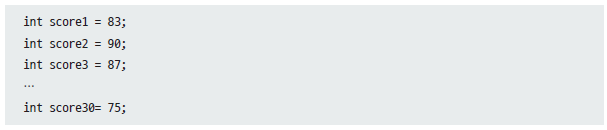 int score1 = 83;
int score2 = 90;
int score3 = 87;
...
int score30= 75;